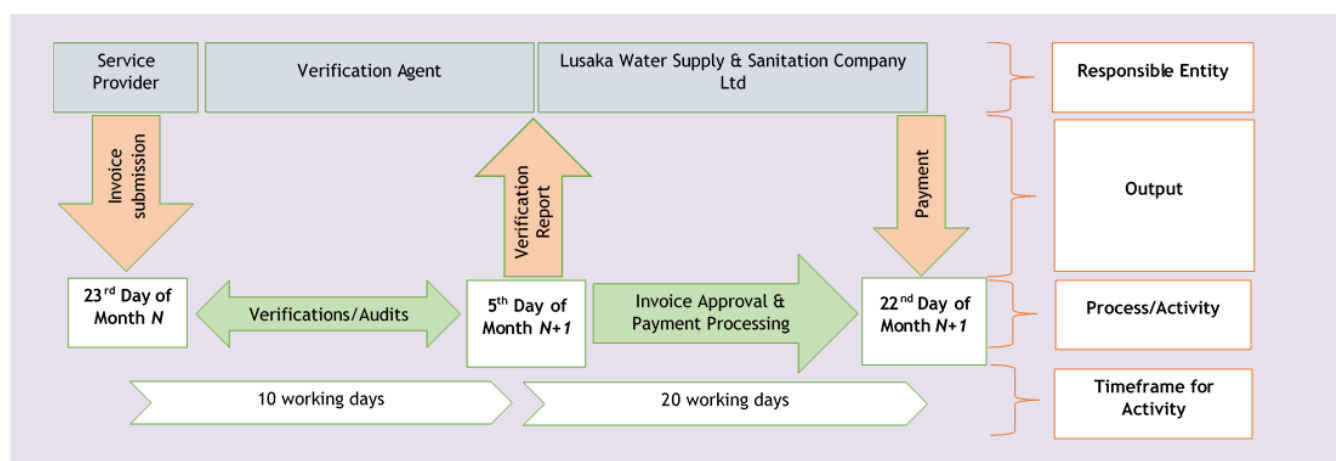 Service
Provider
Verification Agent
Lusaka Water Supply & Sanitation Company
Ltd
Responsible Entity
Invoice
submission
Verification
Report
Payment
Output
23rd Day of
Month N
Verifications/Audits
5th Day of
Month N+1
Invoice Approval &
Payment Processing
22nd Day of
Month N+1
Process/Activity
10 working days
20 working days
Timeframe for
Activity